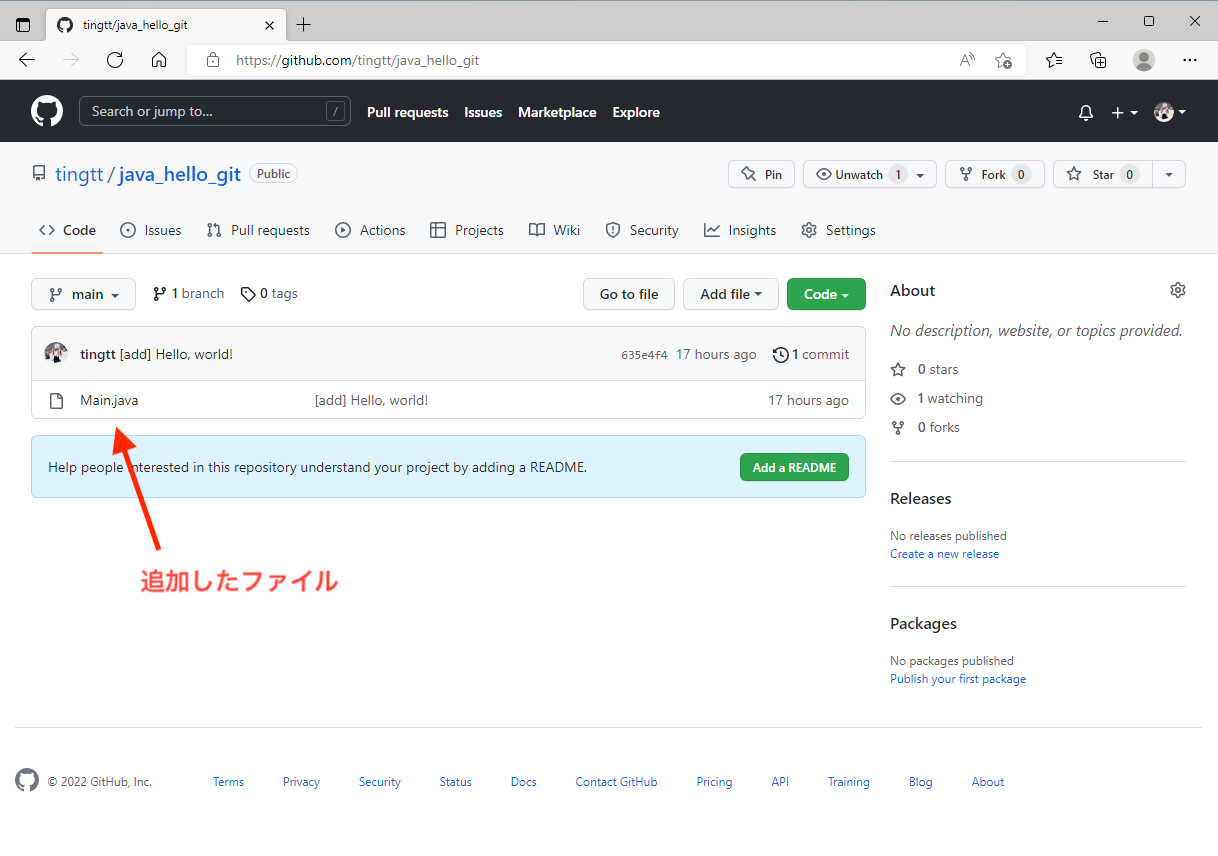 tingtt/java_hello_git
https://github.com/tingtt/java_hello_git
Search or jump to... / Pull requests Issues Marketplace Explore
tingtt / java_hello_git Public Pin Unwatch 1 Fork 0 Star 0
Code Issues Pull requests Actions Projects Wiki Security Insights Settings
main 1 branch 0 tags Go to file Add file Code
tingtt [add] Hello, world! 635e4f4 17 hours ago 1 commit
Main.java [add] Hello, world! 17 hours ago
Help people interested in this repository understand your project by adding a README. Add a README
追加したファイル
About
No description, website, or topics provided.
0 stars
1 watching
0 forks
Releases
No releases published
Create a new release
Packages
No packages published
Publish your first package
© 2022 GitHub, Inc. Terms Privacy Security Status Docs Contact GitHub Pricing API Training Blog About